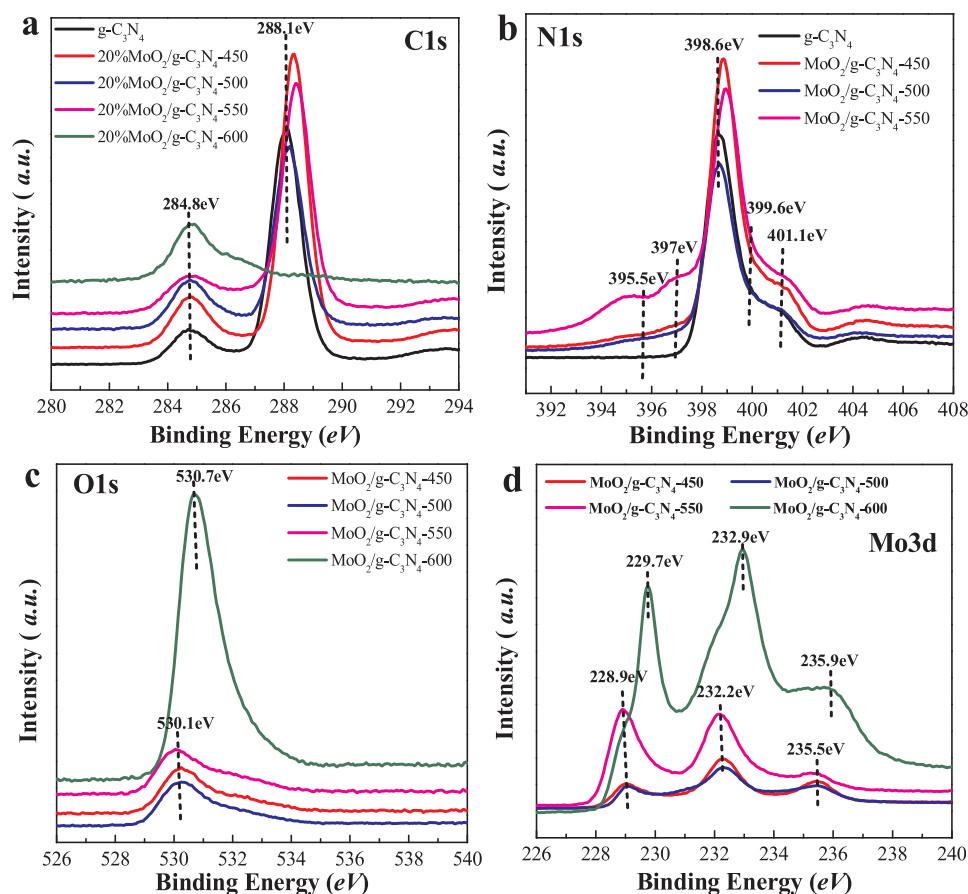 a
C1s
288.1eV
g-C₃N₄
20%MoO₂/g-C₃N₄-450
20%MoO₂/g-C₃N₄-500
20%MoO₂/g-C₃N₄-550
20%MoO₂/g-C₃N₄-600
284.8eV
Intensity ( a.u.)
280 282 284 286 288 290 292 294
Binding Energy (eV)
b
N1s
398.6eV
g-C₃N₄
MoO₂/g-C₃N₄-450
MoO₂/g-C₃N₄-500
MoO₂/g-C₃N₄-550
399.6eV
401.1eV
397eV
395.5eV
Intensity ( a.u.)
392 394 396 398 400 402 404 406 408
Binding Energy (eV)
c
O1s
530.7eV
MoO₂/g-C₃N₄-450
MoO₂/g-C₃N₄-500
MoO₂/g-C₃N₄-550
MoO₂/g-C₃N₄-600
530.1eV
Intensity ( a.u.)
526 528 530 532 534 536 538 540
Binding Energy (eV)
d
MoO₂/g-C₃N₄-450 MoO₂/g-C₃N₄-500
MoO₂/g-C₃N₄-550 MoO₂/g-C₃N₄-600
Mo3d
232.9eV
229.7eV
228.9eV
232.2eV
235.9eV
235.5eV
Intensity ( a.u.)
226 228 230 232 234 236 238 240
Binding Energy (eV)